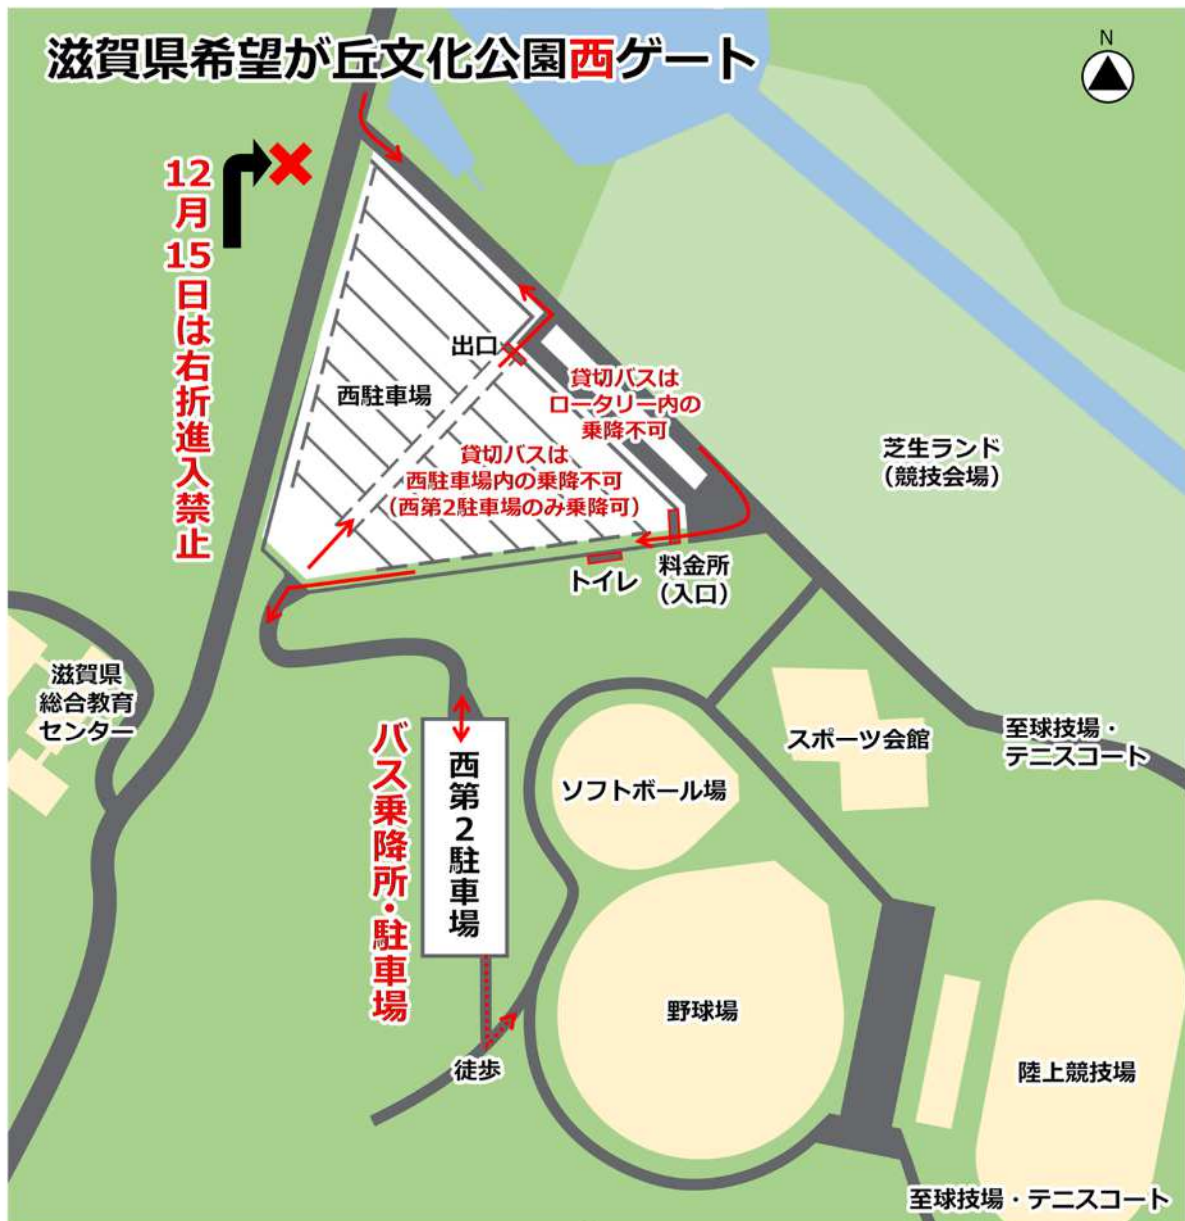 滋賀県希望が丘文化公園西ゲート
N
12月15日は右折進入禁止
出口
西駐車場
貸切バスは
ロータリー内の
乗降不可
貸切バスは
西駐車場内の乗降不可
（西第2駐車場のみ乗降可）
芝生ランド
（競技会場）
トイレ
料金所
（入口）
滋賀県
総合教育
センター
バス乗降所・駐車場
西第2駐車場
スポーツ会館
至球技場・
テニスコート
ソフトボール場
野球場
徒歩
陸上競技場
至球技場・テニスコート